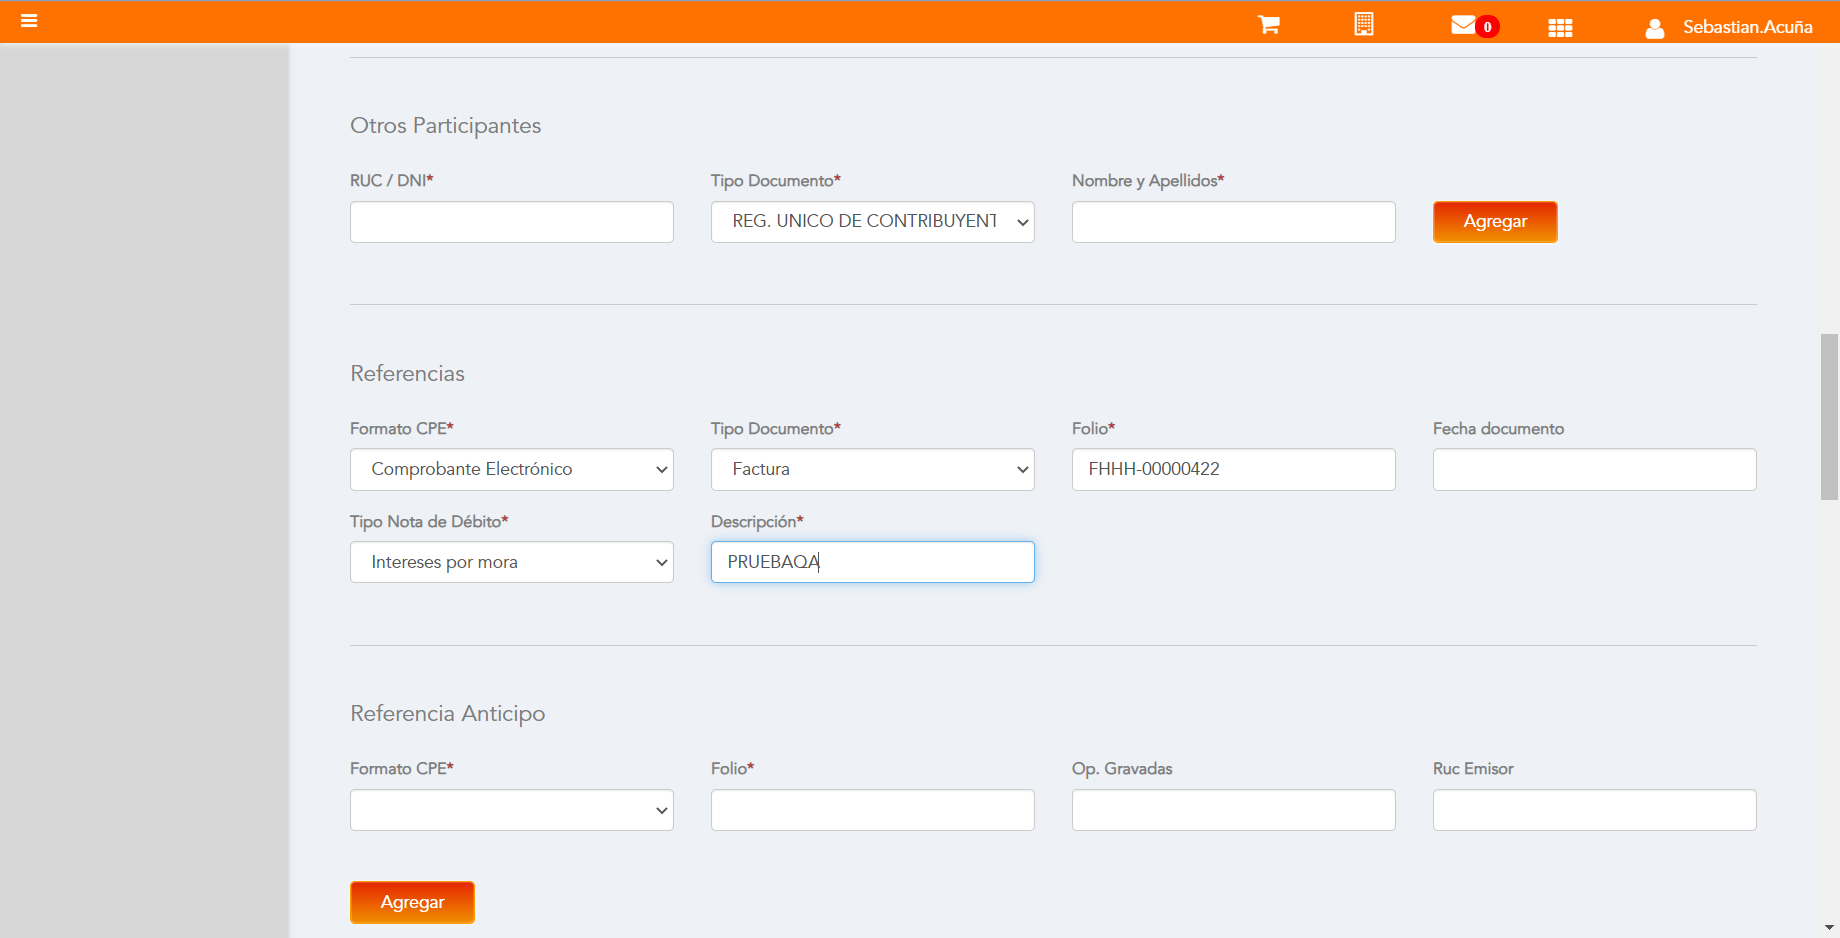 0
Sebastian.Acuña
Otros Participantes
RUC / DNI*
Tipo Documento*
Nombre y Apellidos*
REG. UNICO DE CONTRIBUYENT
Agregar
Referencias
Formato CPE*
Tipo Documento*
Folio*
Fecha documento
Comprobante Electrónico
Factura
FHHH-00000422
Tipo Nota de Débito*
Descripción*
Intereses por mora
PRUEBAQA
Referencia Anticipo
Formato CPE*
Folio*
Op. Gravadas
Ruc Emisor
Agregar